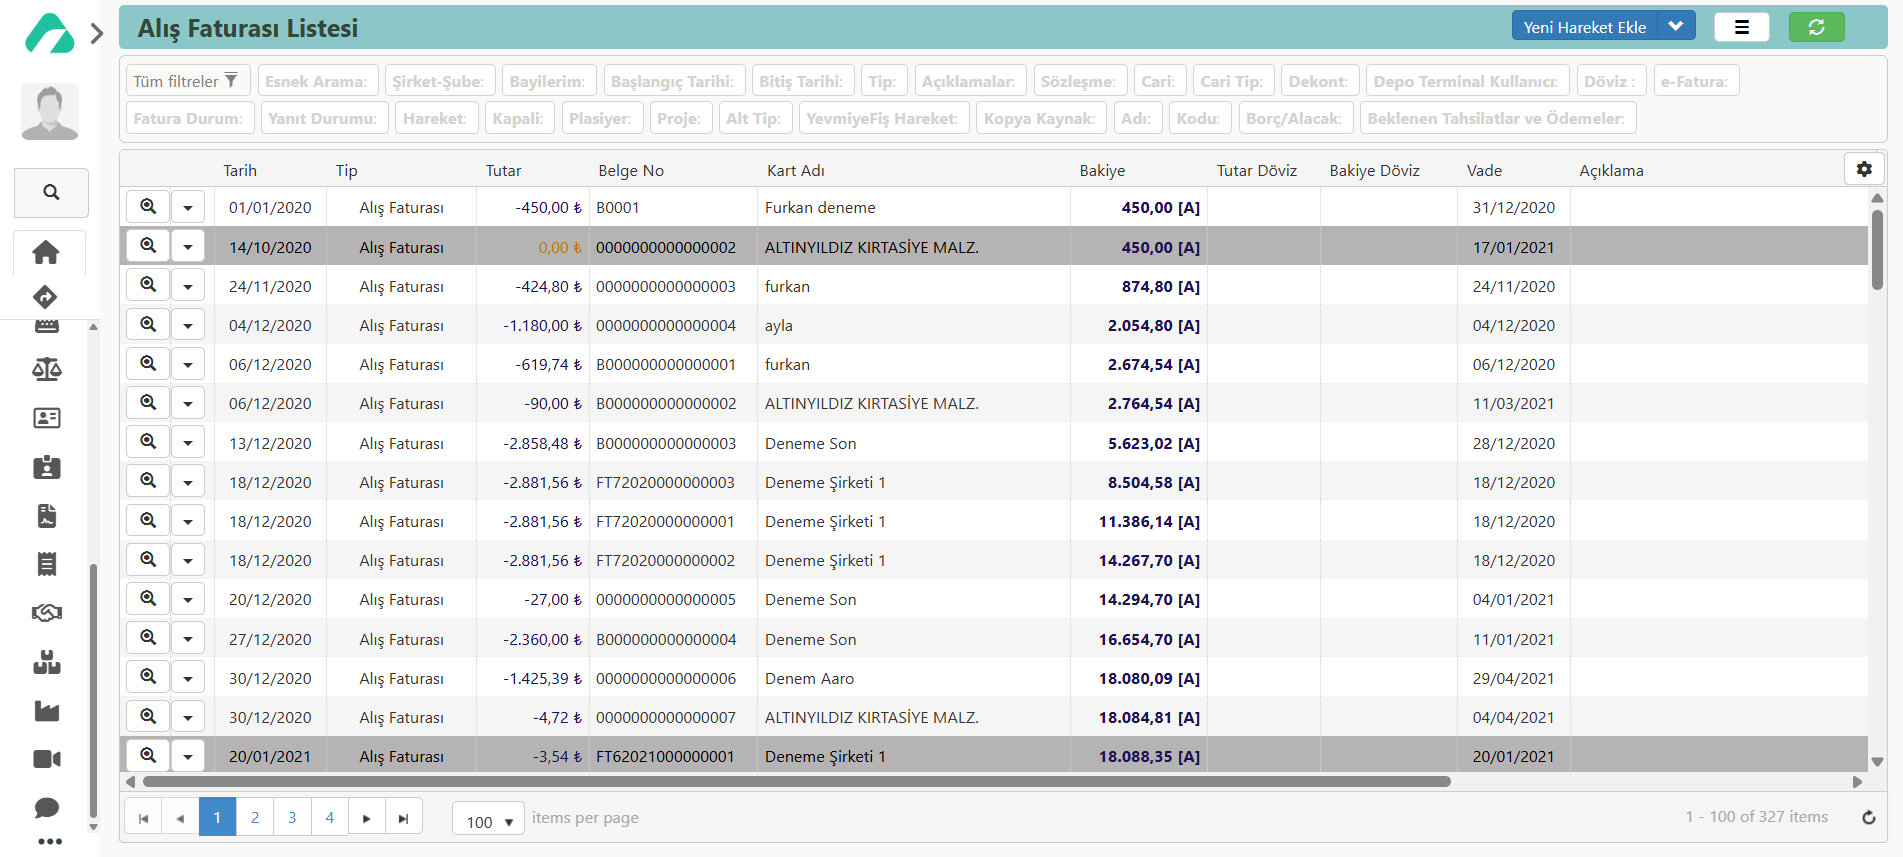 Alış Faturası Listesi
Yeni Hareket Ekle
Tüm filtreler Esnek Arama: Şirket-Şube: Bayilerim: Başlangıç Tarihi: Bitiş Tarihi: Tip: Açıklamalar: Sözleşme: Cari: Cari Tip: Dekont: Depo Terminal Kullanıcı: Döviz : e-Fatura:
Fatura Durum: Yanıt Durumu: Hareket: Kapali: Plasiyer: Proje: Alt Tip: YevmiyeFiş Hareket: Kopya Kaynak: Adı: Kodu: Borç/Alacak: Beklenen Tahsilatlar ve Ödemeler:
Tarih Tip Tutar Belge No Kart Adı Bakiye Tutar Döviz Bakiye Döviz Vade Açıklama
01/01/2020 Alış Faturası -450,00 ₺ B0001 Furkan deneme 450,00 [A] 31/12/2020
14/10/2020 Alış Faturası 0,00 ₺ 0000000000000002 ALTINYILDIZ KIRTASİYE MALZ. 450,00 [A] 17/01/2021
24/11/2020 Alış Faturası -424,80 ₺ 0000000000000003 furkan 874,80 [A] 24/11/2020
04/12/2020 Alış Faturası -1.180,00 ₺ 0000000000000004 ayla 2.054,80 [A] 04/12/2020
06/12/2020 Alış Faturası -619,74 ₺ B000000000000001 furkan 2.674,54 [A] 06/12/2020
06/12/2020 Alış Faturası -90,00 ₺ B000000000000002 ALTINYILDIZ KIRTASİYE MALZ. 2.764,54 [A] 11/03/2021
13/12/2020 Alış Faturası -2.858,48 ₺ B000000000000003 Deneme Son 5.623,02 [A] 28/12/2020
18/12/2020 Alış Faturası -2.881,56 ₺ FT72020000000003 Deneme Şirketi 1 8.504,58 [A] 18/12/2020
18/12/2020 Alış Faturası -2.881,56 ₺ FT72020000000001 Deneme Şirketi 1 11.386,14 [A] 18/12/2020
18/12/2020 Alış Faturası -2.881,56 ₺ FT72020000000002 Deneme Şirketi 1 14.267,70 [A] 18/12/2020
20/12/2020 Alış Faturası -27,00 ₺ 0000000000000005 Deneme Son 14.294,70 [A] 04/01/2021
27/12/2020 Alış Faturası -2.360,00 ₺ B000000000000004 Deneme Son 16.654,70 [A] 11/01/2021
30/12/2020 Alış Faturası -1.425,39 ₺ 0000000000000006 Denem Aaro 18.080,09 [A] 29/04/2021
30/12/2020 Alış Faturası -4,72 ₺ 0000000000000007 ALTINYILDIZ KIRTASİYE MALZ. 18.084,81 [A] 04/04/2021
20/01/2021 Alış Faturası -3,54 ₺ FT62021000000001 Deneme Şirketi 1 18.088,35 [A] 20/01/2021
1 2 3 4 100 items per page 1 - 100 of 327 items